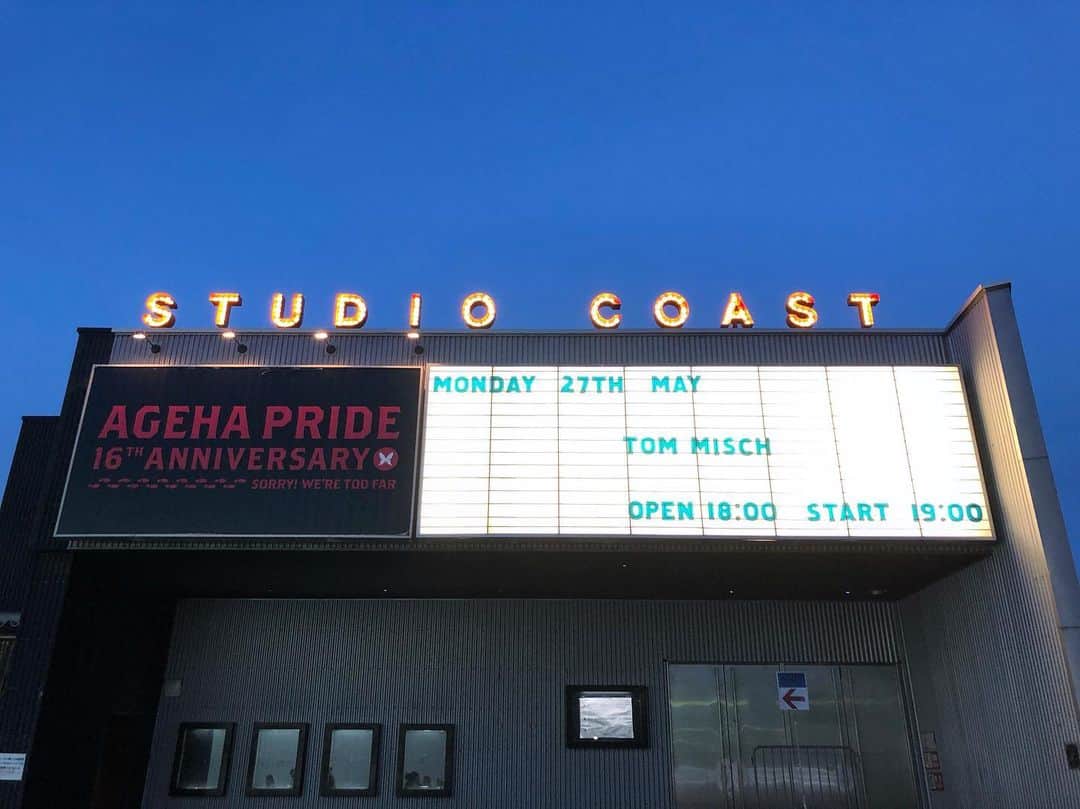 STUDIO COAST
AGEHA PRIDE
16TH ANNIVERSARY
SORRY! WE'RE TOO FAR
MONDAY 27TH MAY
TOM MISCH
OPEN 18:00 START 19:00